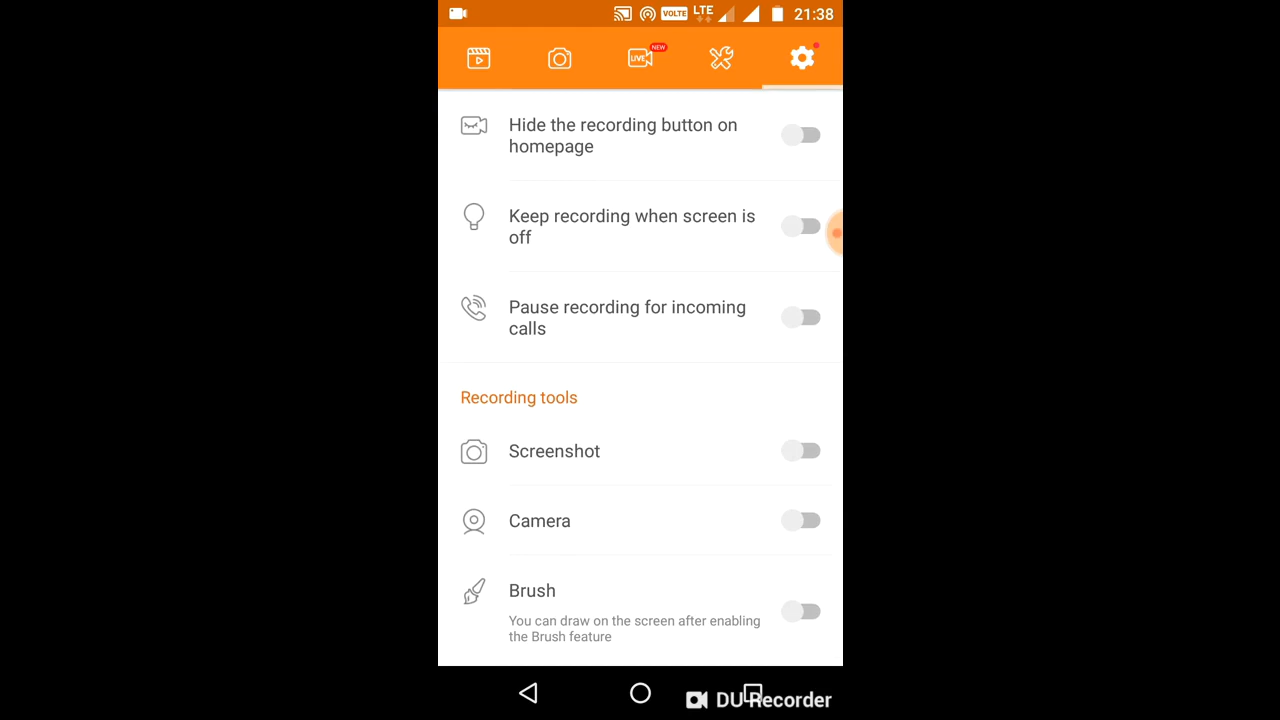 VOLTE LTE 21:38
LIVE NEW
Hide the recording button on
homepage
Keep recording when screen is
off
Pause recording for incoming
calls
Recording tools
Screenshot
Camera
Brush
You can draw on the screen after enabling
the Brush feature
DU Recorder